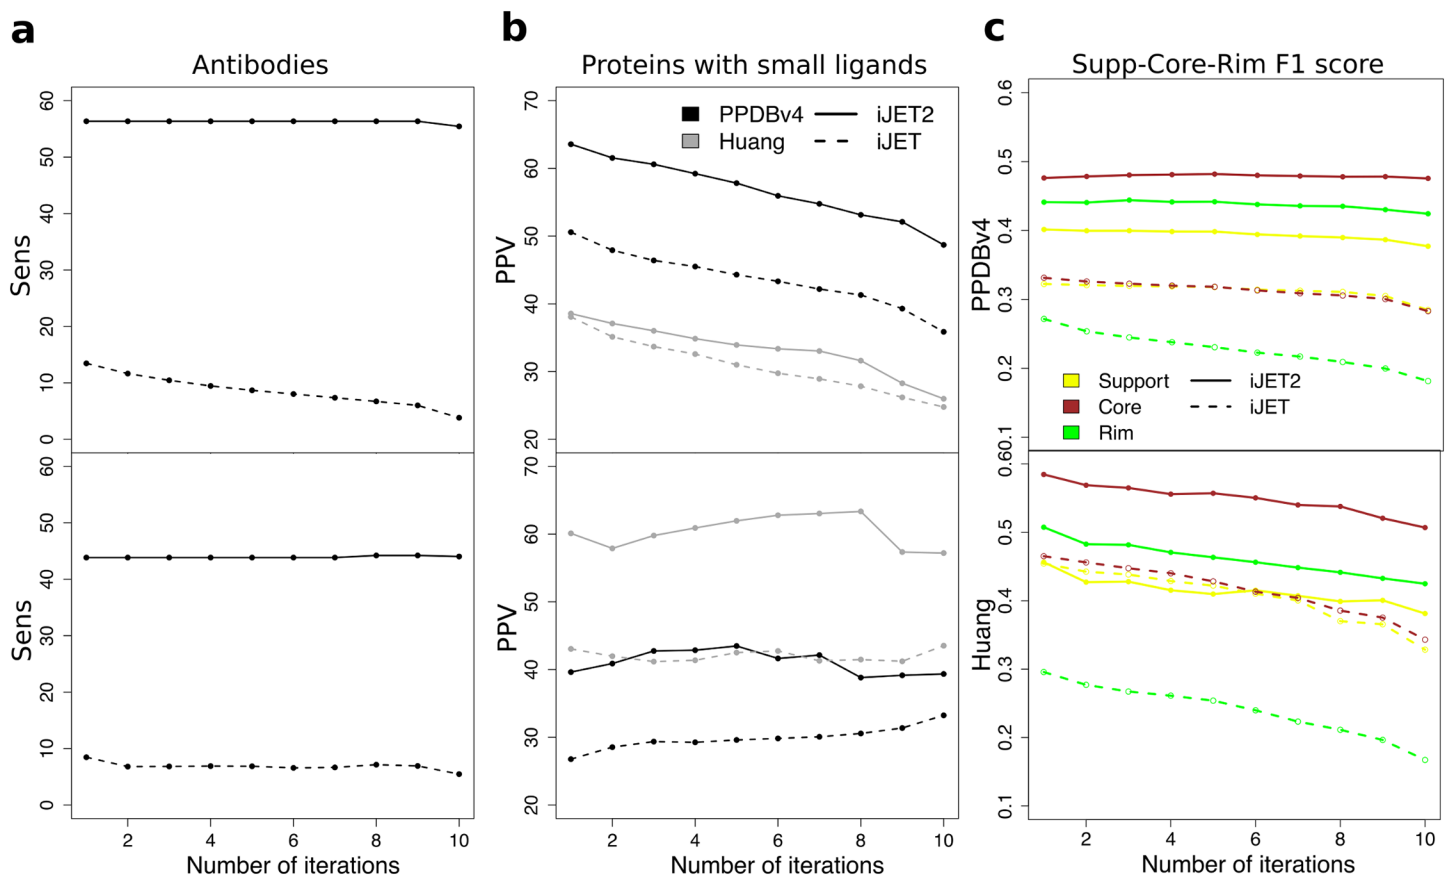 a
Antibodies
60
50
40
30
20
10
0
Sens
60
50
40
30
20
10
0
Sens
2
4
6
8
10
Number of iterations
b
Proteins with small ligands
PPDBv4
iJET2
Huang
iJET
70
60
50
40
30
20
PPV
70
60
50
40
30
20
PPV
2
4
6
8
10
Number of iterations
c
Supp-Core-Rim F1 score
0.6
0.5
0.4
0.3
0.2
0.1
PPDBv4
Support
iJET2
Core
iJET
Rim
0.6
0.5
0.4
0.3
0.2
0.1
Huang
2
4
6
8
10
Number of iterations